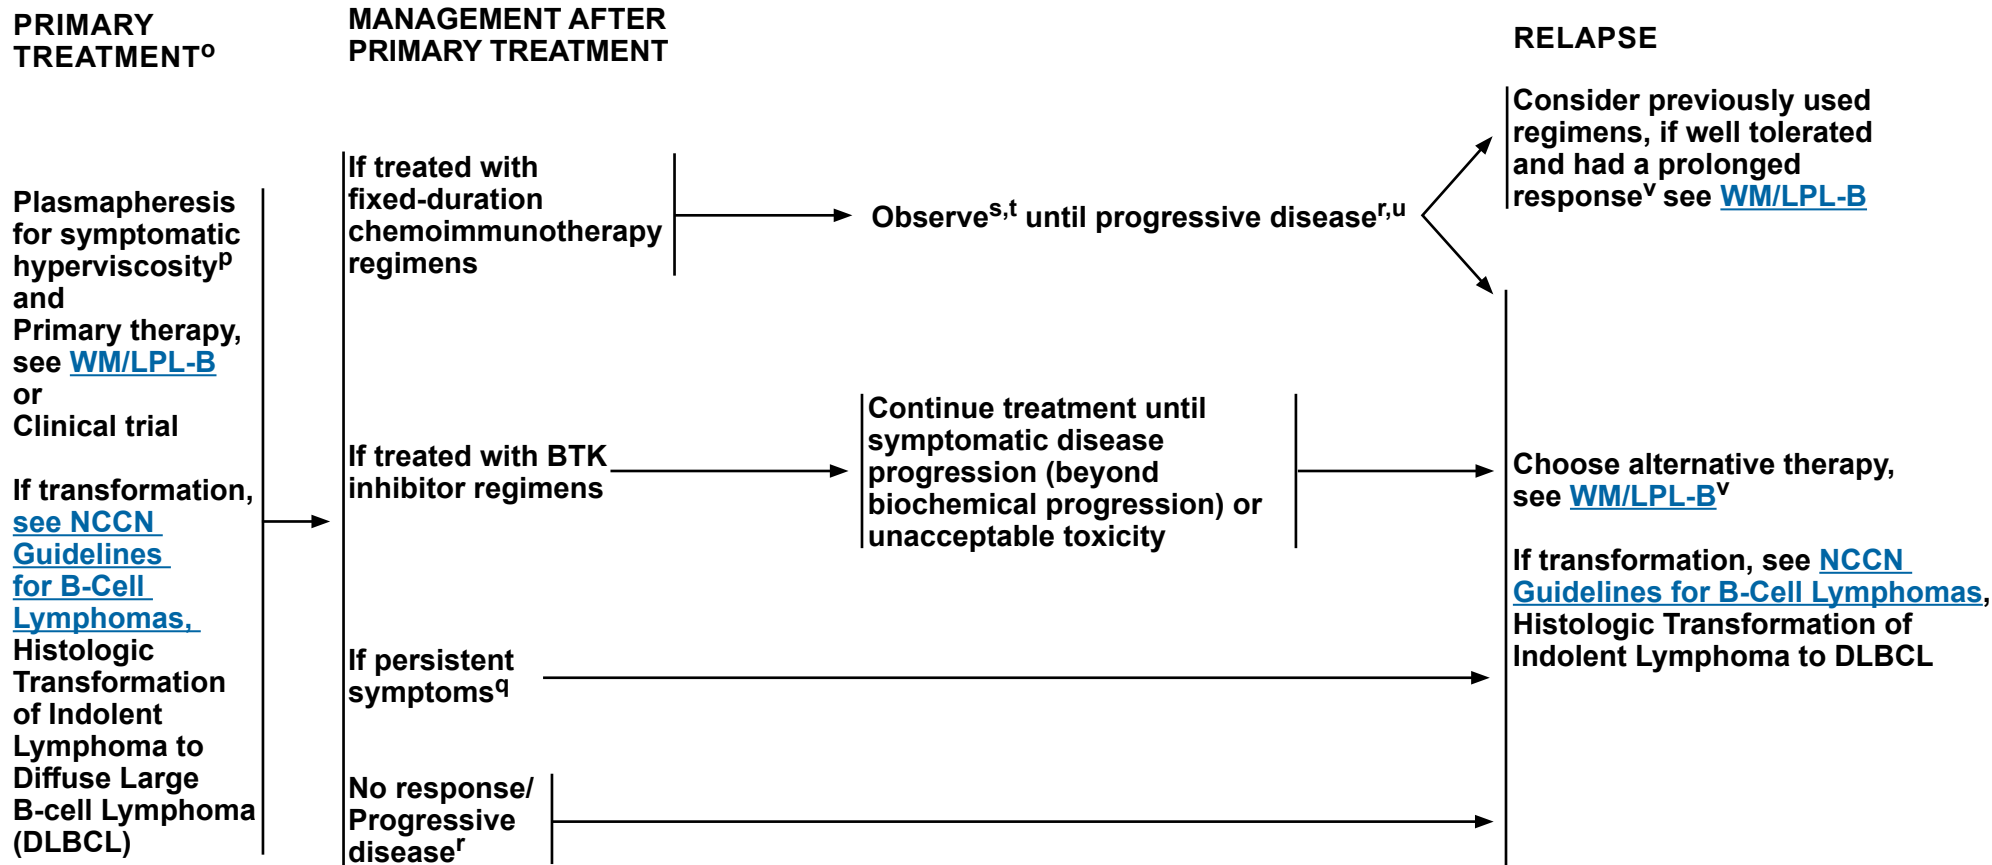 PRIMARY
TREATMENTᵒ
MANAGEMENT AFTER
PRIMARY TREATMENT
RELAPSE
Plasmapheresis
for symptomatic
hyperviscosityᵖ
and
Primary therapy,
see WM/LPL-B
or
Clinical trial
If transformation,
see NCCN
Guidelines
for B-Cell
Lymphomas,
Histologic
Transformation
of Indolent
Lymphoma to
Diffuse Large
B-cell Lymphoma
(DLBCL)
If treated with
fixed-duration
chemoimmunotherapy
regimens
Observeˢ,ᵗ until progressive diseaseʳ,ᵘ
Consider previously used
regimens, if well tolerated
and had a prolonged
responseᵛ see WM/LPL-B
If treated with BTK
inhibitor regimens
Continue treatment until
symptomatic disease
progression (beyond
biochemical progression) or
unacceptable toxicity
Choose alternative therapy,
see WM/LPL-Bᵛ
If transformation, see NCCN
Guidelines for B-Cell Lymphomas,
Histologic Transformation of
Indolent Lymphoma to DLBCL
If persistent
symptoms^q
No response/
Progressive
diseaseʳ